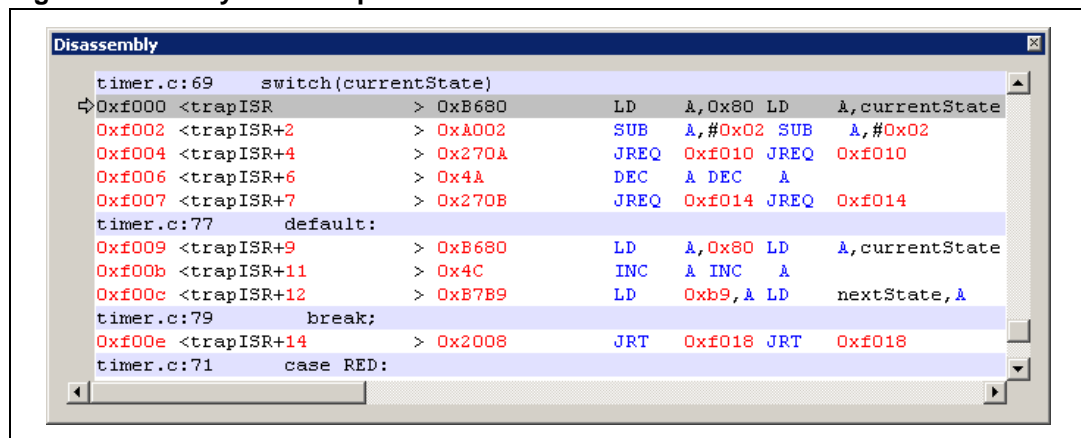 Disassembly
timer.c:69 switch(currentState)
0xf000 <trapISR > 0xB680 LD A,0x80 LD A,currentState
0xf002 <trapISR+2 > 0xA002 SUB A,#0x02 SUB A,#0x02
0xf004 <trapISR+4 > 0x270A JREQ 0xf010 JREQ 0xf010
0xf006 <trapISR+6 > 0x4A DEC A DEC A
0xf007 <trapISR+7 > 0x270B JREQ 0xf014 JREQ 0xf014
timer.c:77 default:
0xf009 <trapISR+9 > 0xB680 LD A,0x80 LD A,currentState
0xf00b <trapISR+11 > 0x4C INC A INC A
0xf00c <trapISR+12 > 0xB7B9 LD 0xb9,A LD nextState,A
timer.c:79 break;
0xf00e <trapISR+14 > 0x2008 JRT 0xf018 JRT 0xf018
timer.c:71 case RED: